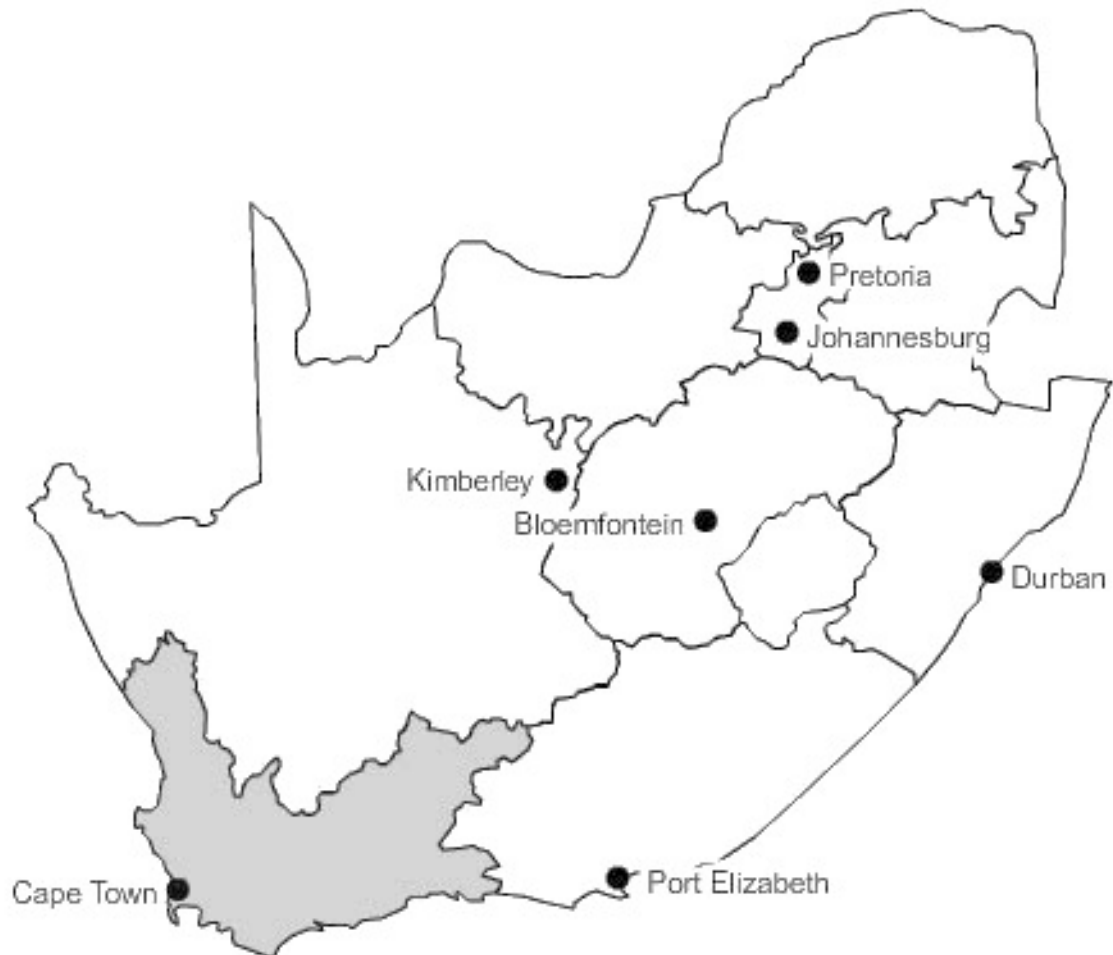 Pretoria
Johannesburg
Kimberley
Bloemfontein
Durban
Port Elizabeth
Cape Town